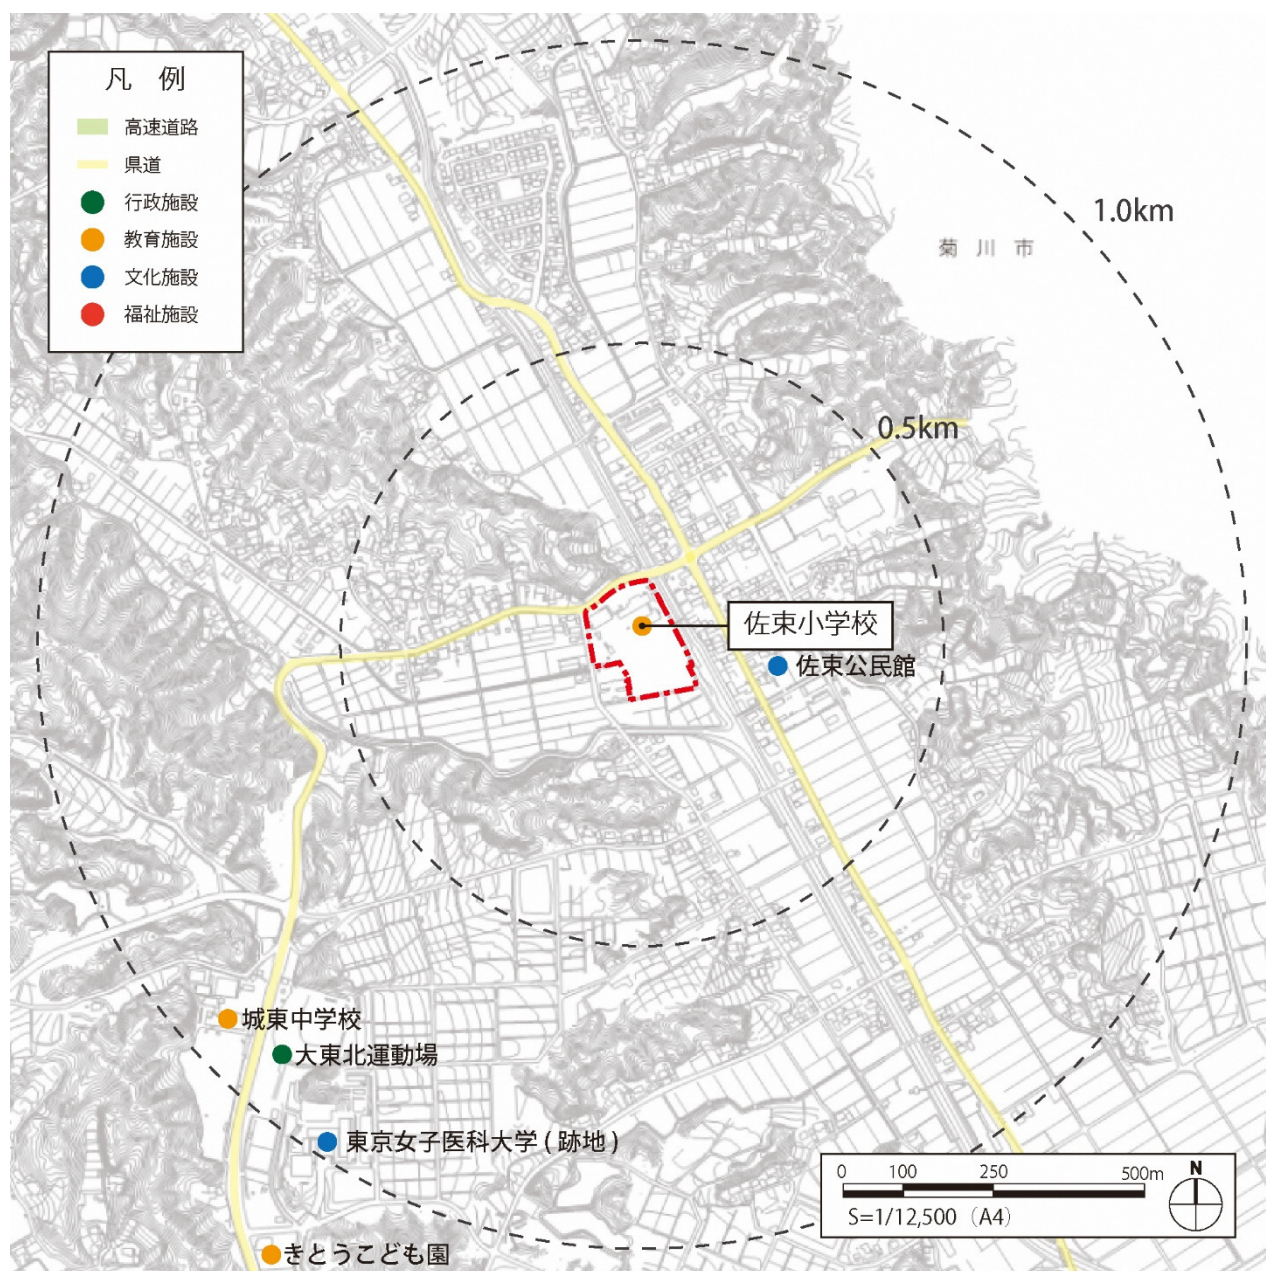 凡 例
高速道路
県道
行政施設
教育施設
文化施設
福祉施設
1.0km
菊 川 市
0.5km
佐束小学校
佐束公民館
城東中学校
大東北運動場
東京女子医科大学 ( 跡地 )
きとうこども園
0 100 250 500m
N
S=1/12,500 (A4)